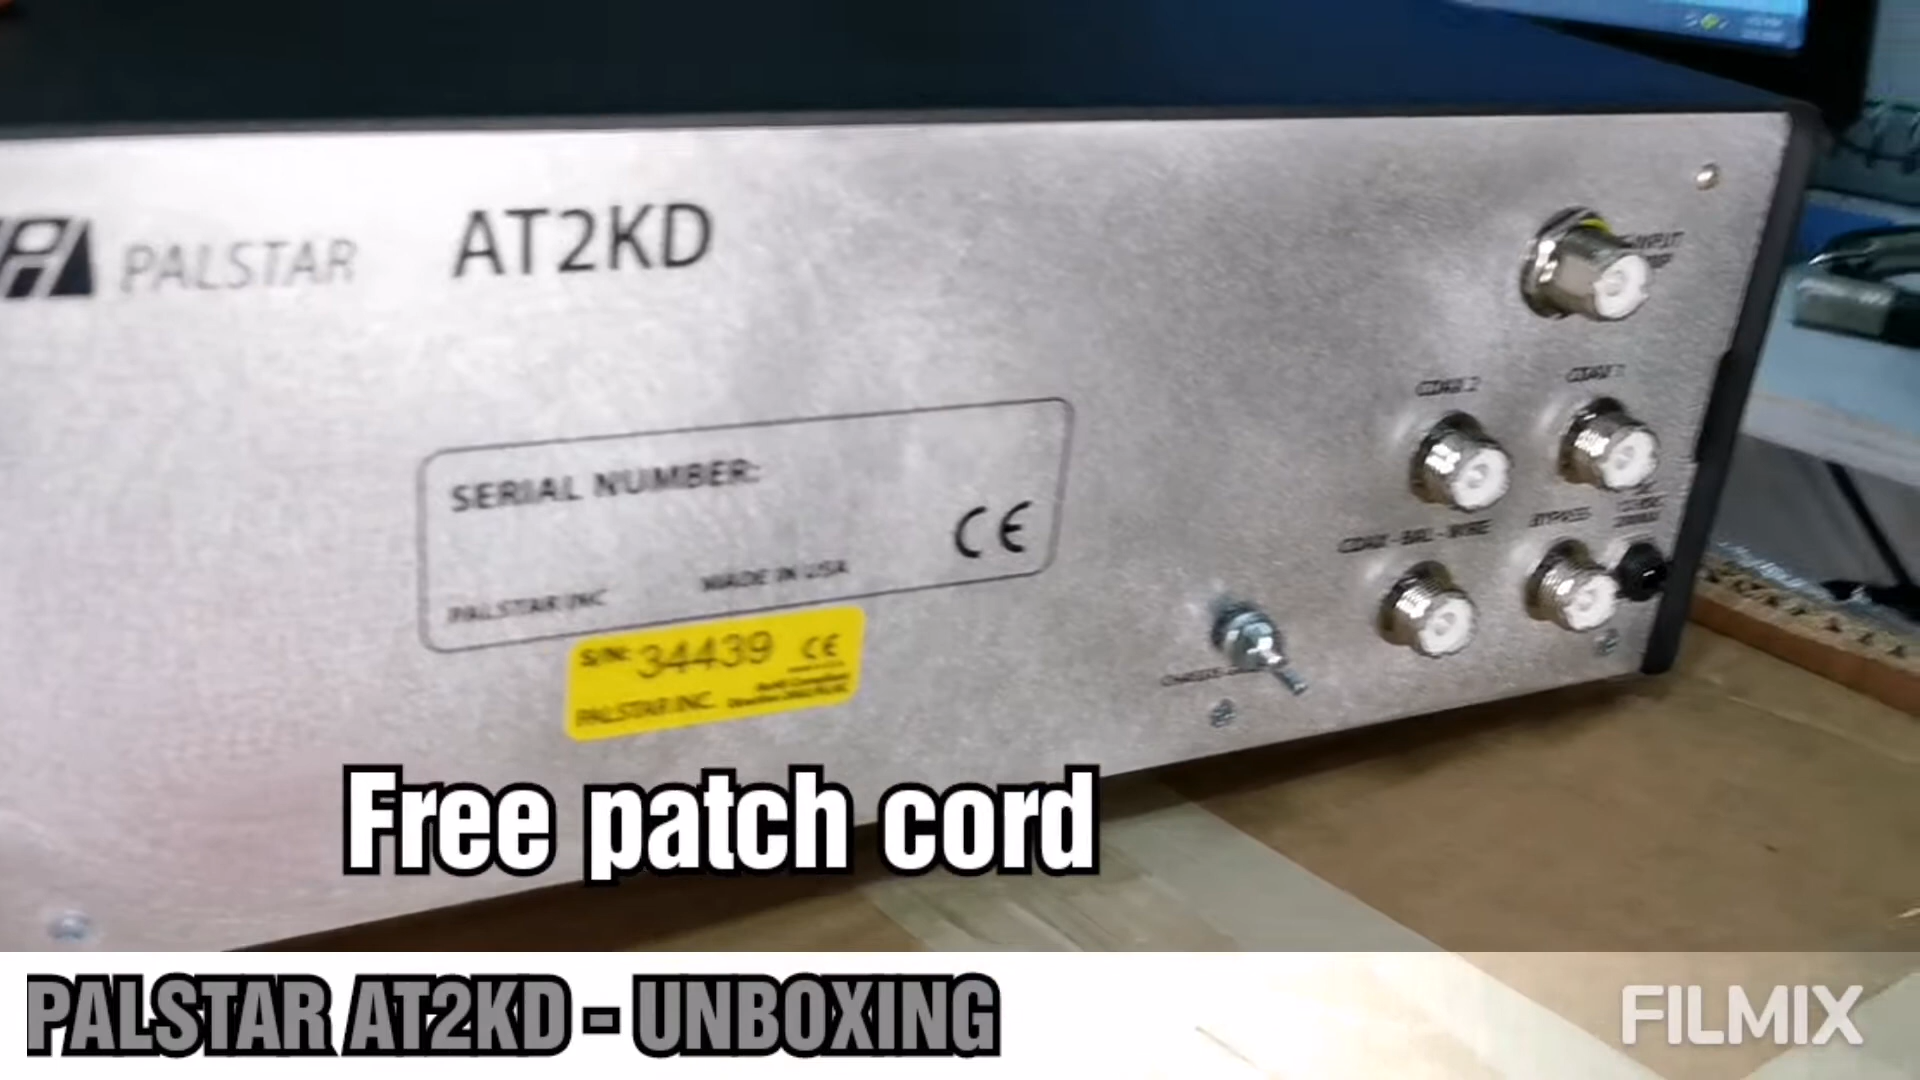 PALSTAR AT2KD
COAX 2 COAX 1
SERIAL NUMBER:
CE
COAX - BAL - WIRE BYPASS
PALSTAR INC MADE IN USA
S/N: 34439 CE
PALSTAR INC
Free patch cord
PALSTAR AT2KD - UNBOXING
FILMIX